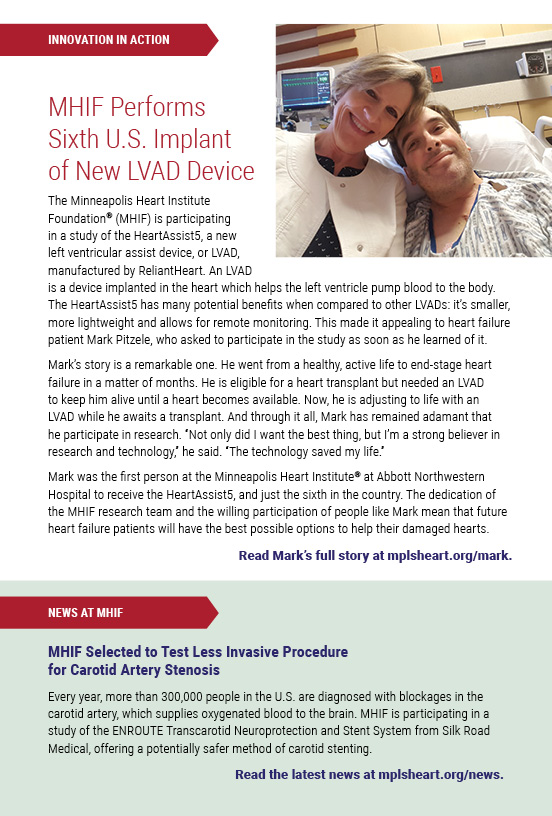 INNOVATION IN ACTION
MHIF Performs
Sixth U.S. Implant
of New LVAD Device
The Minneapolis Heart Institute
Foundation® (MHIF) is participating
in a study of the HeartAssist5, a new
left ventricular assist device, or LVAD,
manufactured by ReliantHeart. An LVAD
is a device implanted in the heart which helps the left ventricle pump blood to the body.
The HeartAssist5 has many potential benefits when compared to other LVADs: it's smaller,
more lightweight and allows for remote monitoring. This made it appealing to heart failure
patient Mark Pitzele, who asked to participate in the study as soon as he learned of it.
Mark's story is a remarkable one. He went from a healthy, active life to end-stage heart
failure in a matter of months. He is eligible for a heart transplant but needed an LVAD
to keep him alive until a heart becomes available. Now, he is adjusting to life with an
LVAD while he awaits a transplant. And through it all, Mark has remained adamant that
he participate in research. "Not only did I want the best thing, but I'm a strong believer in
research and technology," he said. "The technology saved my life."
Mark was the first person at the Minneapolis Heart Institute® at Abbott Northwestern
Hospital to receive the HeartAssist5, and just the sixth in the country. The dedication of
the MHIF research team and the willing participation of people like Mark mean that future
heart failure patients will have the best possible options to help their damaged hearts.
Read Mark's full story at mplsheart.org/mark.
NEWS AT MHIF
MHIF Selected to Test Less Invasive Procedure
for Carotid Artery Stenosis
Every year, more than 300,000 people in the U.S. are diagnosed with blockages in the
carotid artery, which supplies oxygenated blood to the brain. MHIF is participating in a
study of the ENROUTE Transcarotid Neuroprotection and Stent System from Silk Road
Medical, offering a potentially safer method of carotid stenting.
Read the latest news at mplsheart.org/news.